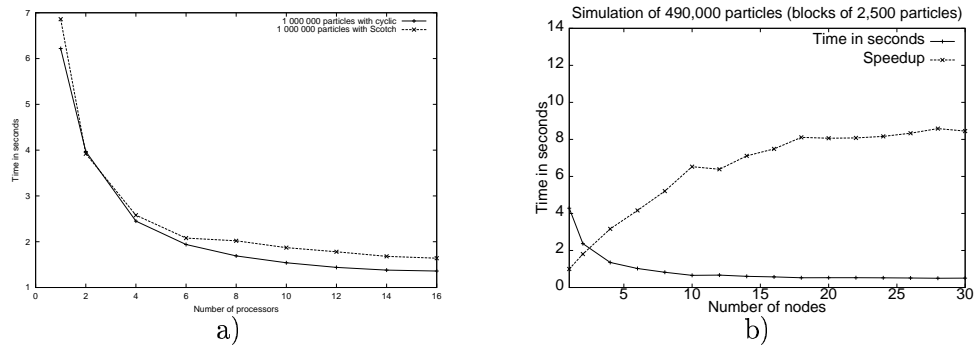 1 000 000 particles with cyclic
1 000 000 particles with Scotch
7
6
5
4
3
2
1
0 2 4 6 8 10 12 14 16
Time in seconds
Number of processors
a)
Simulation of 490,000 particles (blocks of 2,500 particles)
Time in seconds
Speedup
14
12
10
8
6
4
2
0
5 10 15 20 25 30
Time in seconds
Number of nodes
b)